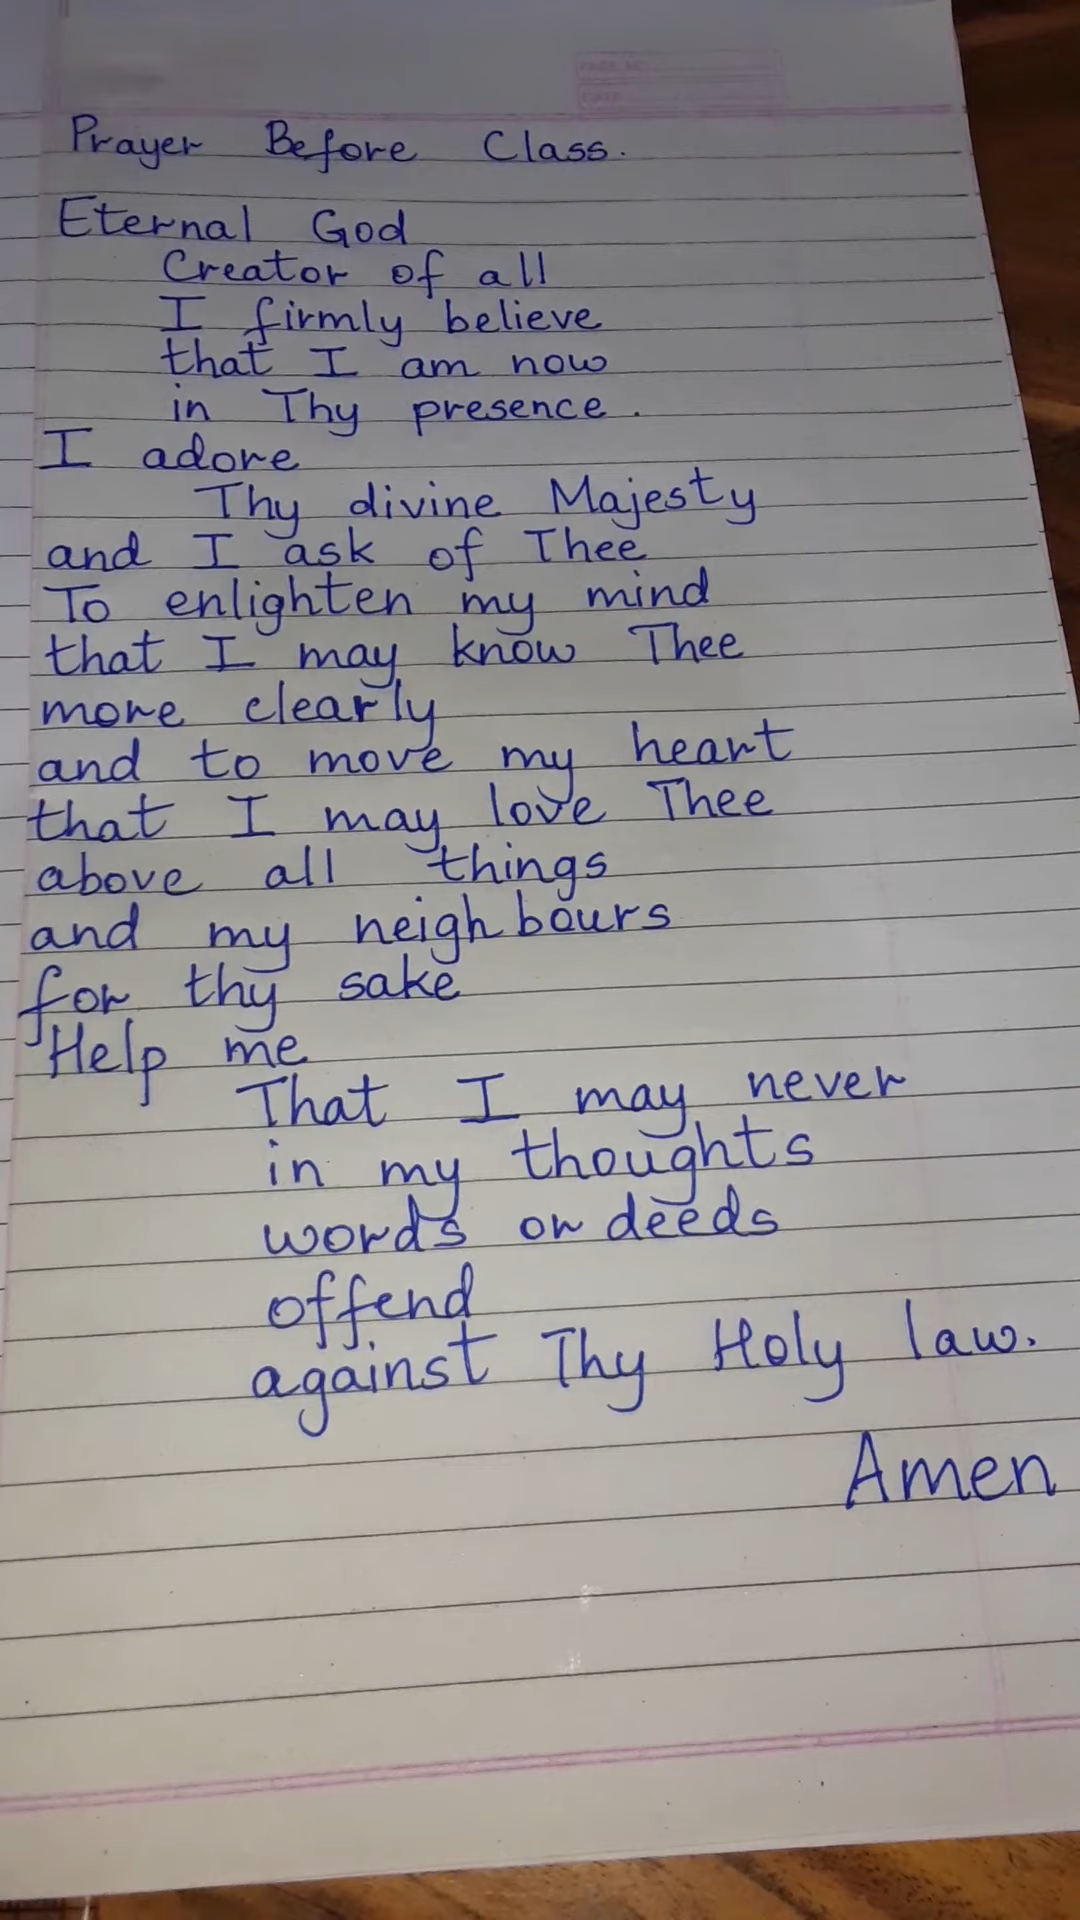 PAGE NO.
DATE
Prayer Before Class.
Eternal God
Creator of all
I firmly believe
that I am now
in Thy presence.
I adore
Thy divine Majesty
and I ask of Thee
To enlighten my mind
that I may know Thee
more clearly
and to move my heart
that I may love Thee
above all things
and my neighbours
for thy sake
Help me
That I may never
in my thoughts
words or deeds
offend
against Thy Holy law.
Amen